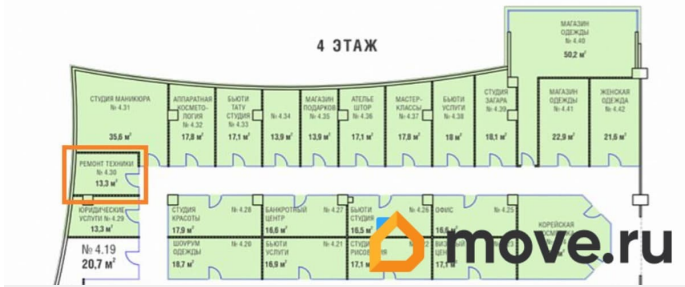 4 ЭТАЖ
МАГАЗИН
ОДЕЖДЫ
№ 4.40
50,2 м²
СТУДИЯ МАНИКЮРА
№ 4.31
35,6 м²
АППАРАТНАЯ
КОСМЕТО-
ЛОГИЯ
№ 4.32
17,8 м²
БЬЮТИ
ТАТУ
СТУДИЯ
№ 4.33
17,1 м²
№ 4.34
13,9 м²
МАГАЗИН
ПОДАРКОВ
№ 4.35
13,9 м²
АТЕЛЬЕ
ШТОР
№ 4.36
17,1 м²
МАСТЕР-
КЛАССЫ
№ 4.37
17,8 м²
БЬЮТИ
УСЛУГИ
№ 4.38
18 м²
СТУДИЯ
ЗАГАРА
№ 4.39
18,1 м²
МАГАЗИН
ОДЕЖДЫ
№ 4.41
22,9 м²
ЖЕНСКАЯ
ОДЕЖДА
№ 4.42
21,6 м²
РЕМОНТ ТЕХНИКИ
№ 4.30
13,3 м²
ЮРИДИЧЕСКИЕ
УСЛУГИ № 4.29
13,3 м²
№ 4.19
20,7 м²
СТУДИЯ № 4.28
КРАСОТЫ
17,9 м²
БАНКРОТНЫЙ № 4.27
ЦЕНТР
16,6 м²
БЬЮТИ № 4.26
СТУДИЯ
16,5 м²
ОФИС № 4.25
КОРЕЙСКАЯ
ШОУРУМ № 4.20
ОДЕЖДЫ
18,7 м²
БЬЮТИ № 4.21
УСЛУГИ
16,9 м²
СТУДИЯ
17,1 м²
17,1 м²
move.ru